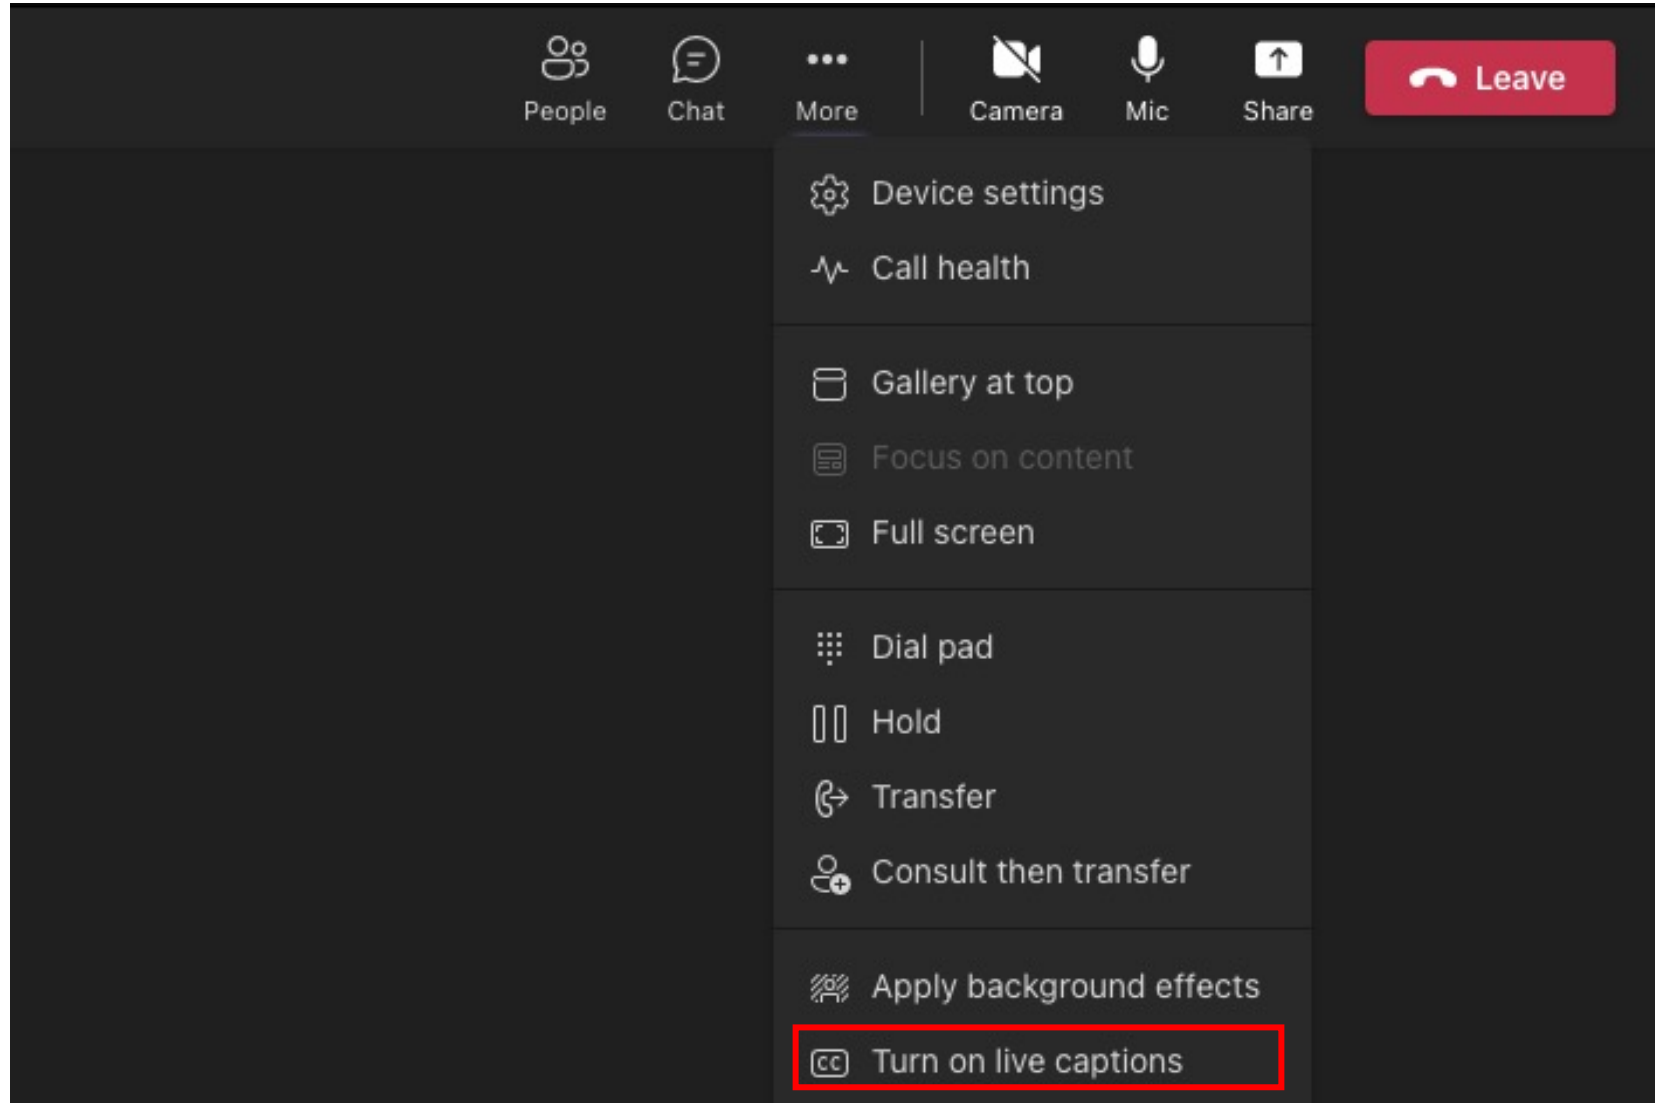 People Chat More Camera Mic Share Leave
Device settings
Call health
Gallery at top
Focus on content
Full screen
Dial pad
Hold
Transfer
Consult then transfer
Apply background effects
CC Turn on live captions